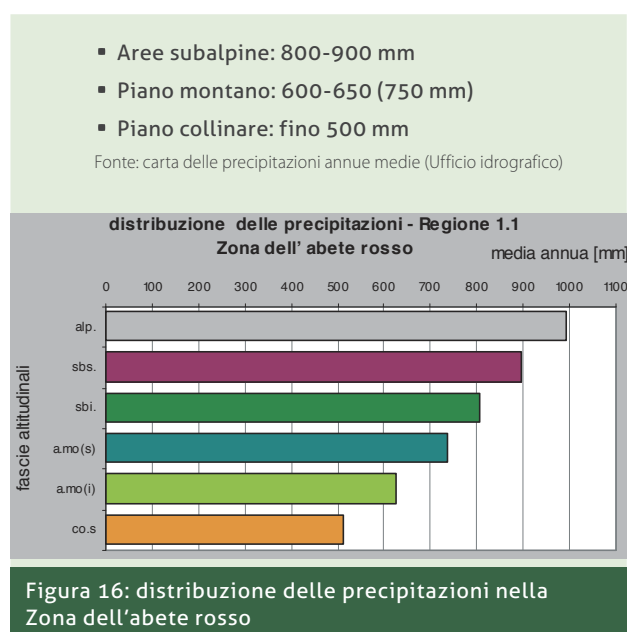 ▪ Aree subalpine: 800-900 mm
▪ Piano montano: 600-650 (750 mm)
▪ Piano collinare: fino 500 mm
Fonte: carta delle precipitazioni annue medie (Ufficio idrografico)
distribuzione delle precipitazioni - Regione 1.1
Zona dell' abete rosso
media annua [mm]
0 100 200 300 400 500 600 700 800 900 1000 1100
fascie altitudinali
alp.
sbs.
sbi.
a.mo(s)
a.mo(i)
co.s
Figura 16: distribuzione delle precipitazioni nella
Zona dell'abete rosso